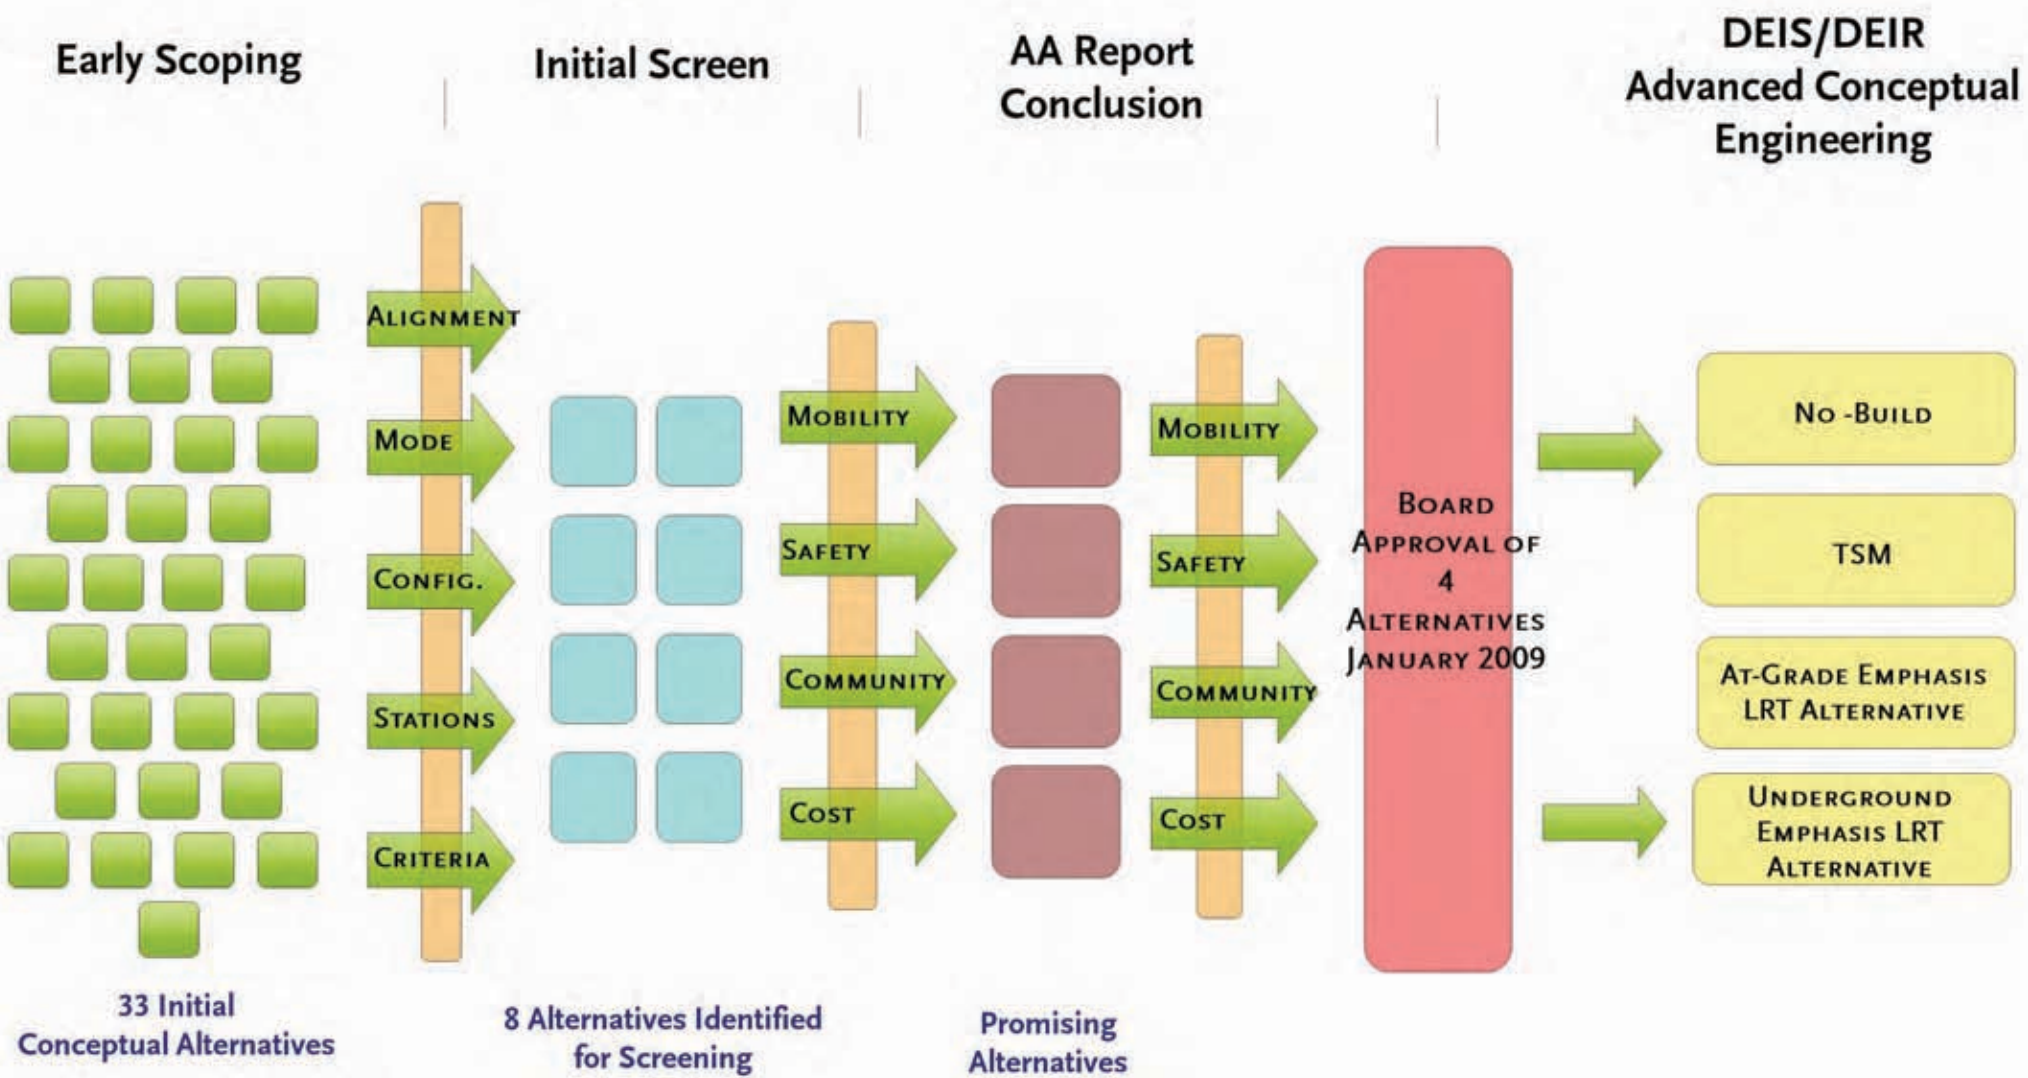 Early Scoping
Initial Screen
AA Report
Conclusion
DEIS/DEIR
Advanced Conceptual
Engineering
ALIGNMENT
MODE
CONFIG.
STATIONS
CRITERIA
MOBILITY
SAFETY
COMMUNITY
COST
MOBILITY
SAFETY
COMMUNITY
COST
BOARD
APPROVAL OF
4
ALTERNATIVES
JANUARY 2009
NO -BUILD
TSM
AT-GRADE EMPHASIS
LRT ALTERNATIVE
UNDERGROUND
EMPHASIS LRT
ALTERNATIVE
33 Initial
Conceptual Alternatives
8 Alternatives Identified
for Screening
Promising
Alternatives